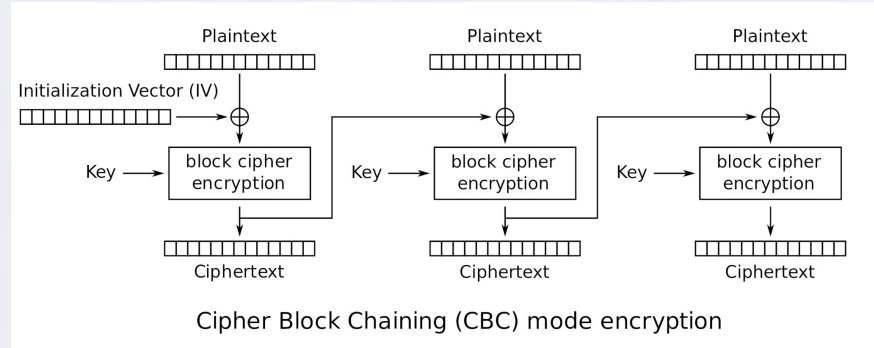 Plaintext
Plaintext
Plaintext
Initialization Vector (IV)
Key
block cipher
encryption
Key
block cipher
encryption
Key
block cipher
encryption
Ciphertext
Ciphertext
Ciphertext
Cipher Block Chaining (CBC) mode encryption